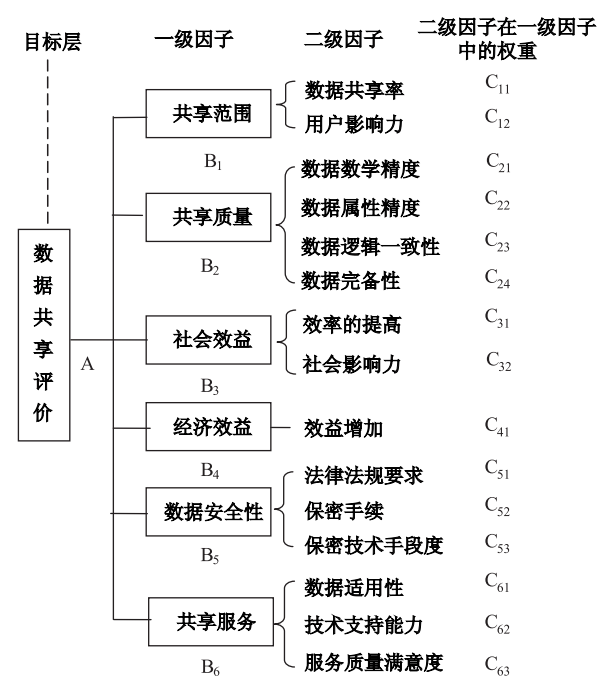 目标层 一级因子 二级因子 二级因子在一级因子
中的权重
数据共享评价
A
共享范围
B₁
数据共享率 C₁₁
用户影响力 C₁₂
共享质量
B₂
数据数学精度 C₂₁
数据属性精度 C₂₂
数据逻辑一致性 C₂₃
数据完备性 C₂₄
社会效益
B₃
效率的提高 C₃₁
社会影响力 C₃₂
经济效益
B₄
效益增加 C₄₁
数据安全性
B₅
法律法规要求 C₅₁
保密手续 C₅₂
保密技术手段度 C₅₃
共享服务
B₆
数据适用性 C₆₁
技术支持能力 C₆₂
服务质量满意度 C₆₃